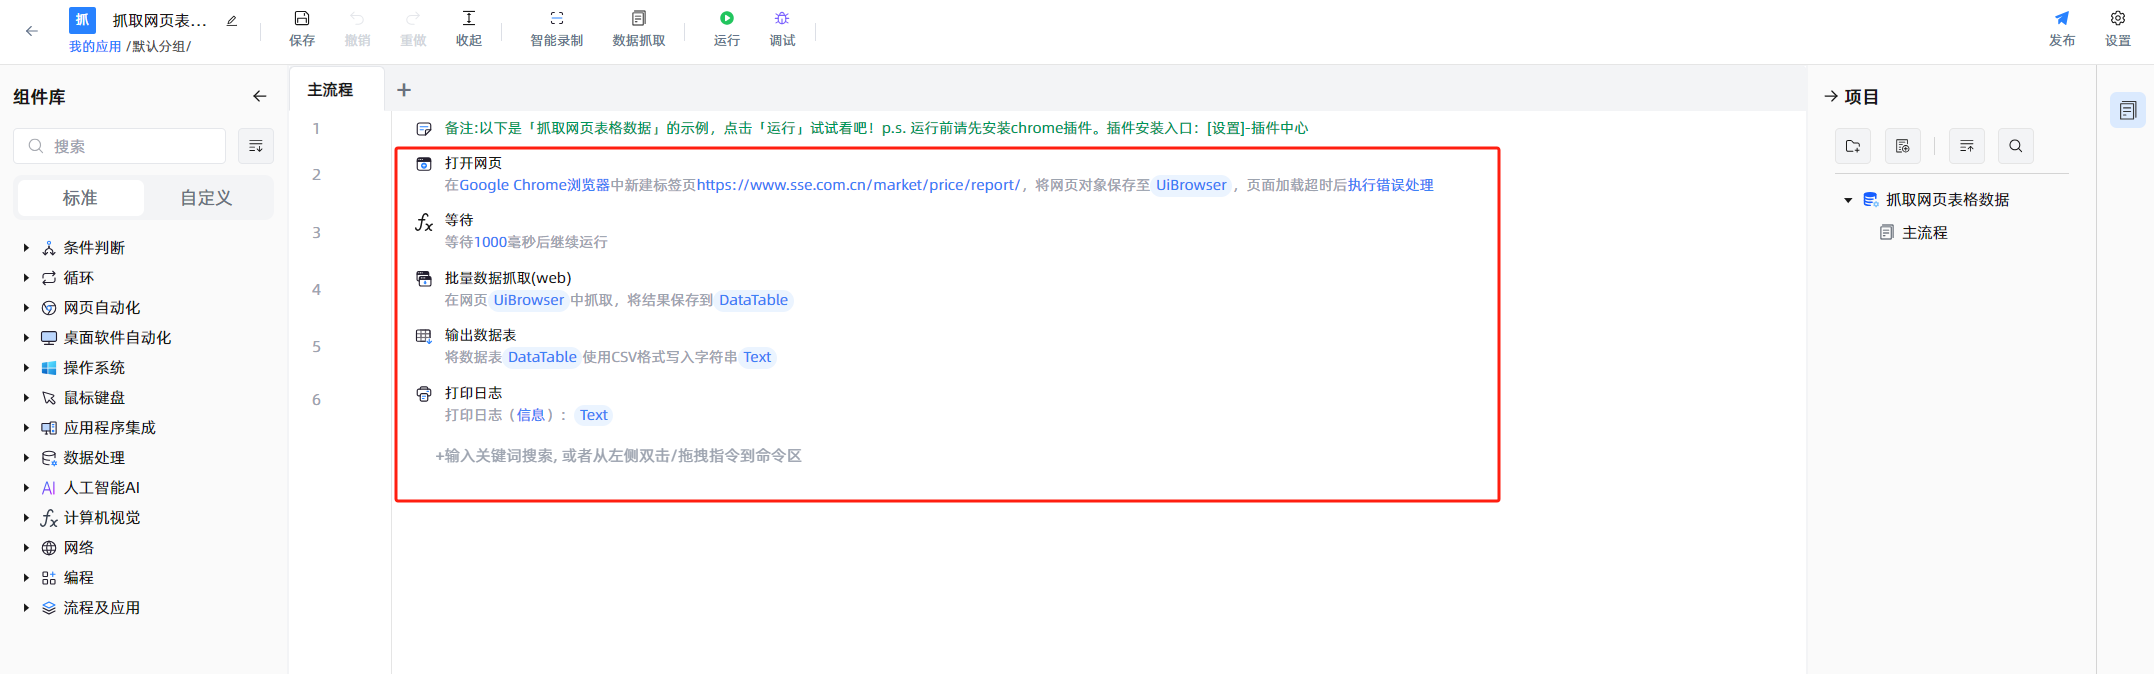 抓 抓取网页表...
我的应用 /默认分组/
保存 撤销 重做 收起 智能录制 数据抓取 运行 调试 发布 设置
组件库
搜索
标准 自定义
条件判断
循环
网页自动化
桌面软件自动化
操作系统
鼠标键盘
应用程序集成
数据处理
AI 人工智能AI
fx 计算机视觉
网络
编程
流程及应用
主流程 +
1 备注:以下是「抓取网页表格数据」的示例，点击「运行」试试看吧！p.s. 运行前请先安装chrome插件。插件安装入口：[设置]-插件中心
2 打开网页
在Google Chrome浏览器中新建标签页https://www.sse.com.cn/market/price/report/，将网页对象保存至 UiBrowser ，页面加载超时后执行错误处理
3 fx 等待
等待1000毫秒后继续运行
4 批量数据抓取(web)
在网页 UiBrowser 中抓取，将结果保存到 DataTable
5 输出数据表
将数据表 DataTable 使用CSV格式写入字符串 Text
6 打印日志
打印日志（信息）： Text
+输入关键词搜索, 或者从左侧双击/拖拽指令到命令区
项目
抓取网页表格数据
主流程